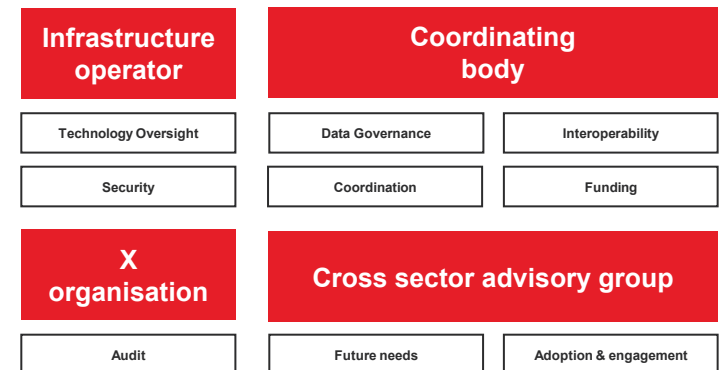 Infrastructure
operator
Coordinating
body
Technology Oversight
Data Governance
Interoperability
Security
Coordination
Funding
X
organisation
Cross sector advisory group
Audit
Future needs
Adoption & engagement